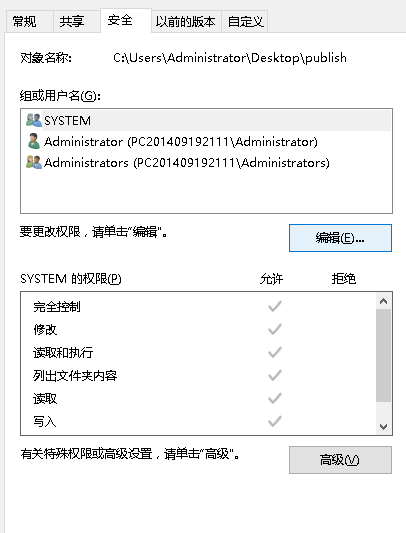 常规 共享 安全 以前的版本 自定义
对象名称: C:\Users\Administrator\Desktop\publish
组或用户名(G):
SYSTEM
Administrator (PC201409192111\Administrator)
Administrators (PC201409192111\Administrators)
要更改权限，请单击"编辑"。
编辑(E)...
SYSTEM 的权限(P) 允许 拒绝
完全控制
修改
读取和执行
列出文件夹内容
读取
写入
有关特殊权限或高级设置，请单击"高级"。
高级(V)